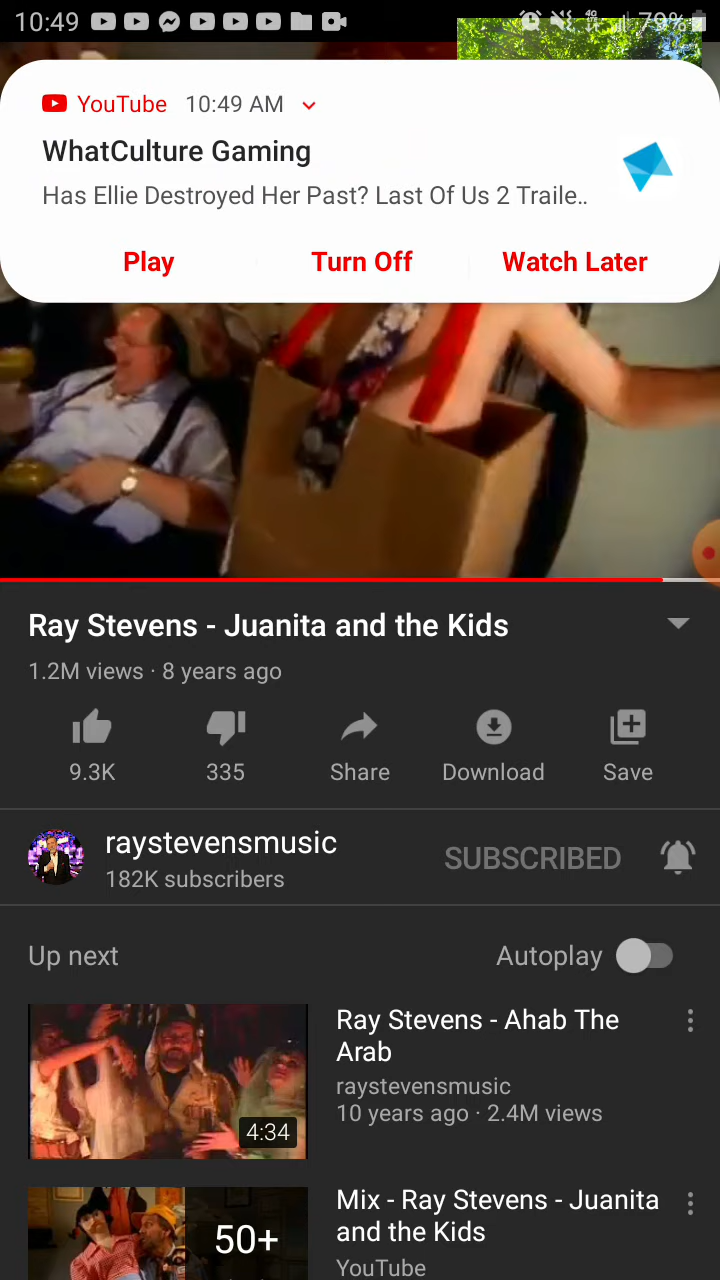 10:49
79%
YouTube 10:49 AM
WhatCulture Gaming
Has Ellie Destroyed Her Past? Last Of Us 2 Traile..
Play Turn Off Watch Later
Ray Stevens - Juanita and the Kids
1.2M views · 8 years ago
9.3K 335 Share Download Save
raystevensmusic
182K subscribers
SUBSCRIBED
Up next Autoplay
Ray Stevens - Ahab The
Arab
raystevensmusic
10 years ago · 2.4M views
4:34
Mix - Ray Stevens - Juanita
and the Kids
YouTube
50+